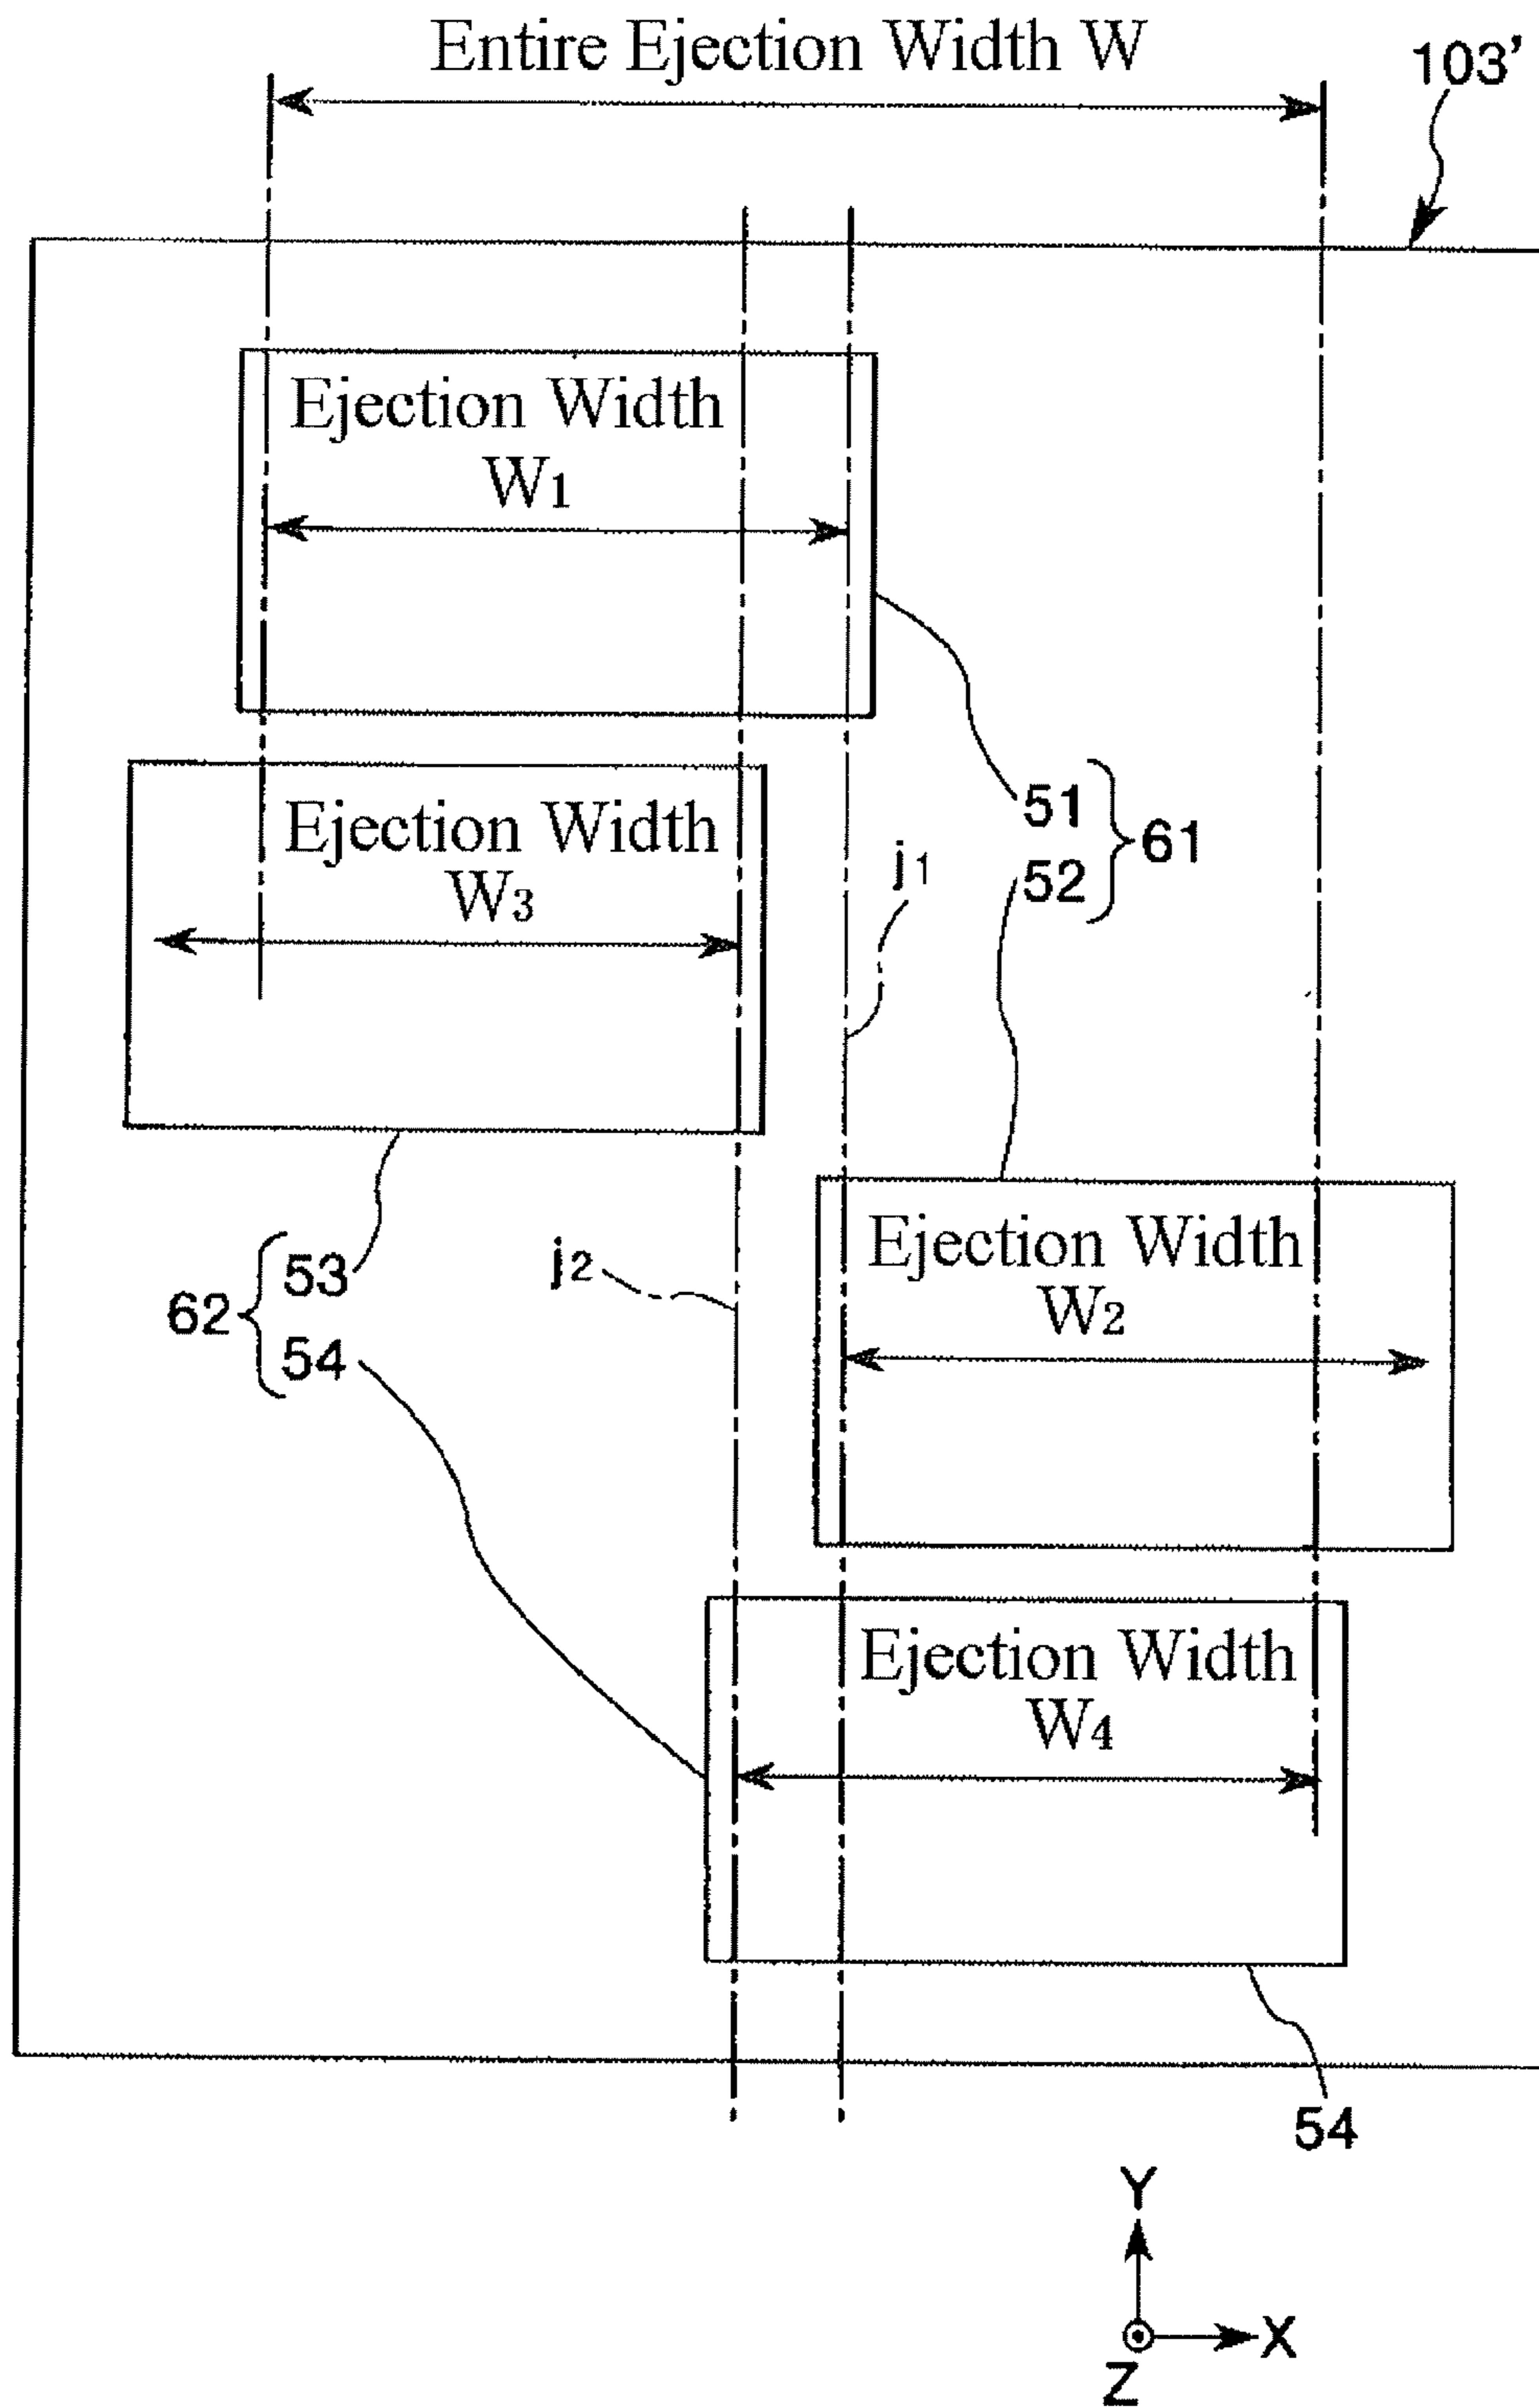 Entire Ejection Width W
103'
Ejection Width
W1
51
52
61
Ejection Width
W3
j1
Ejection Width
W2
62
53
54
j2
Ejection Width
W4
54
Y
X
Z